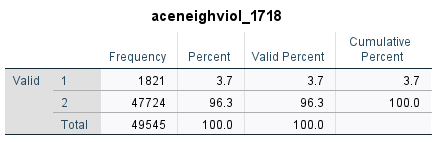 aceneighviol_1718
Cumulative
Frequency Percent Valid Percent Percent
Valid 1 1821 3.7 3.7 3.7
2 47724 96.3 96.3 100.0
Total 49545 100.0 100.0